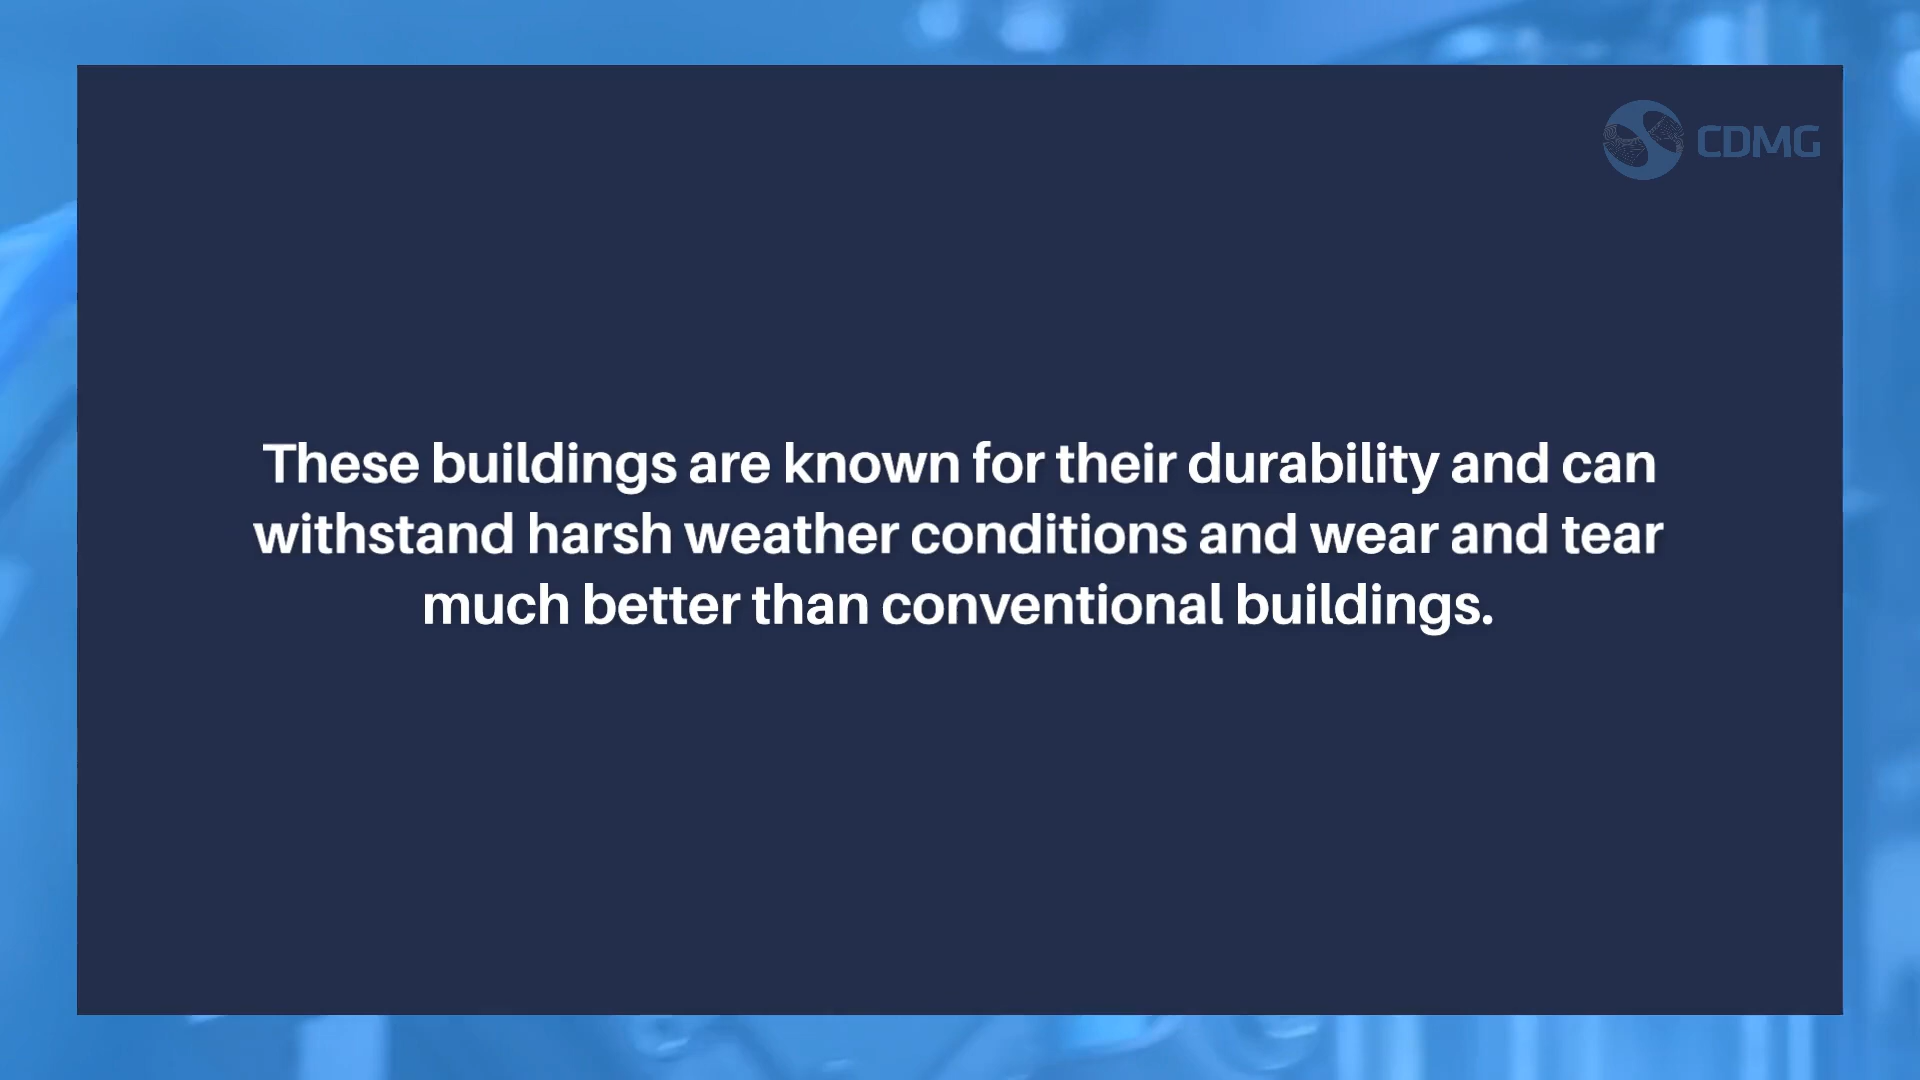 CDMG
These buildings are known for their durability and can
withstand harsh weather conditions and wear and tear
much better than conventional buildings.